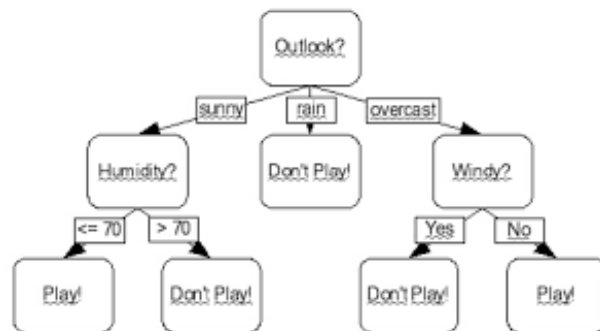 Outlook?
sunny rain overcast
Humidity? Don't Play! Windy?
<= 70 > 70 Yes No
Play! Don't Play! Don't Play! Play!